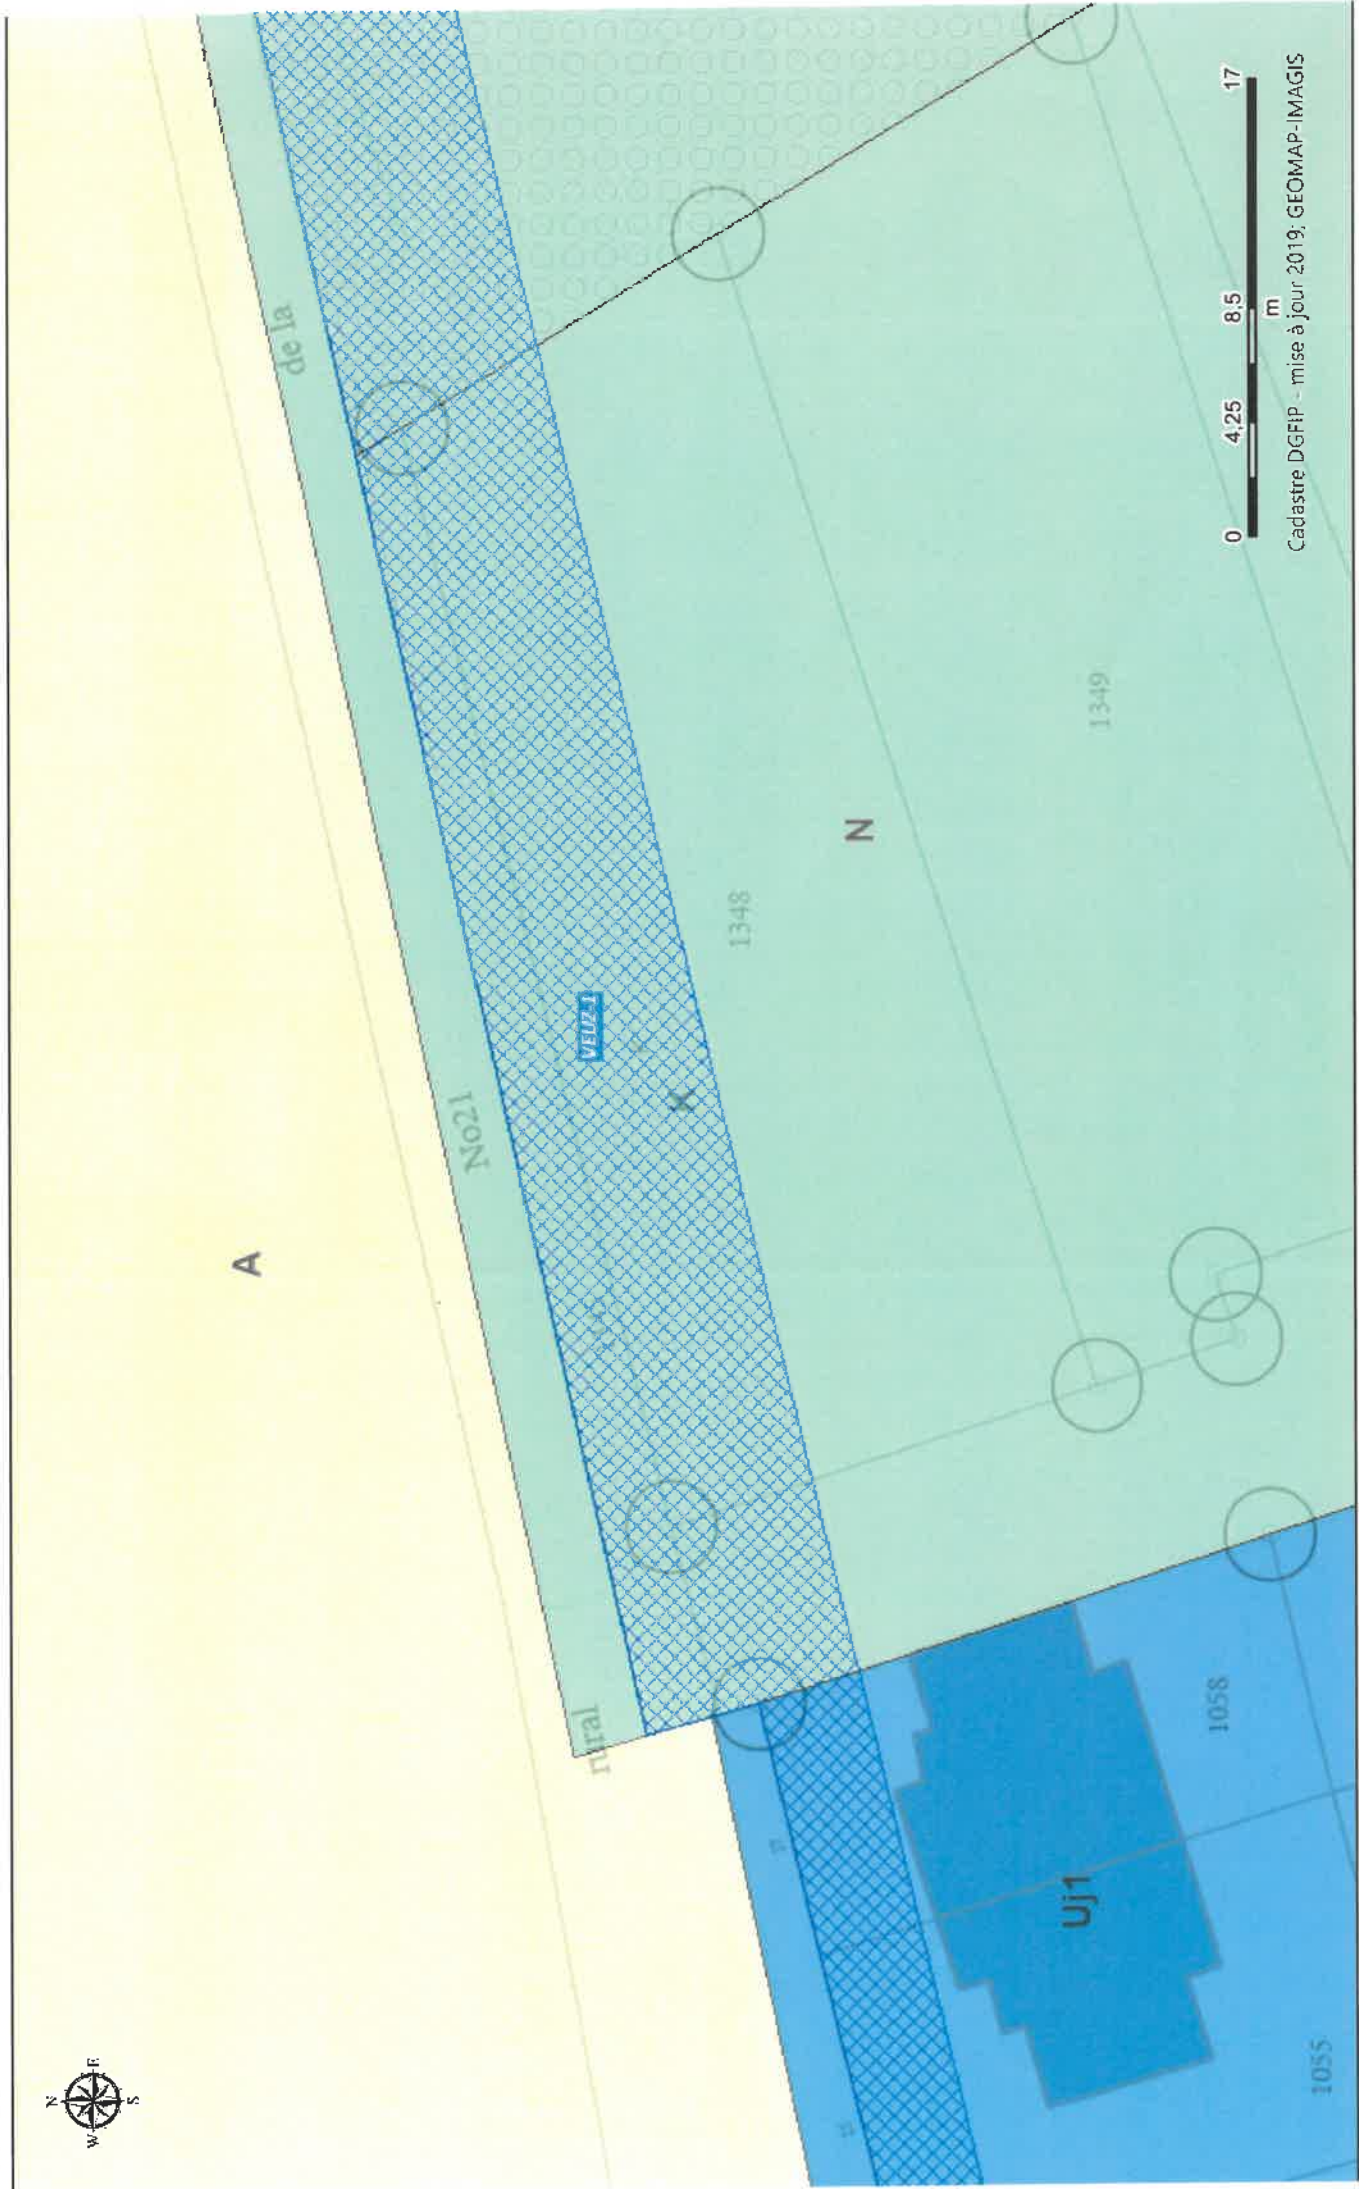 N
W E
S
A
rural
No21
de la
VELIZ-1
K
1348
N
1349
Uj1
1058
1055
0 4,25 8,5 17
m
Cadastre DGFIP - mise à jour 2019; GEOMAP-IMAGIS